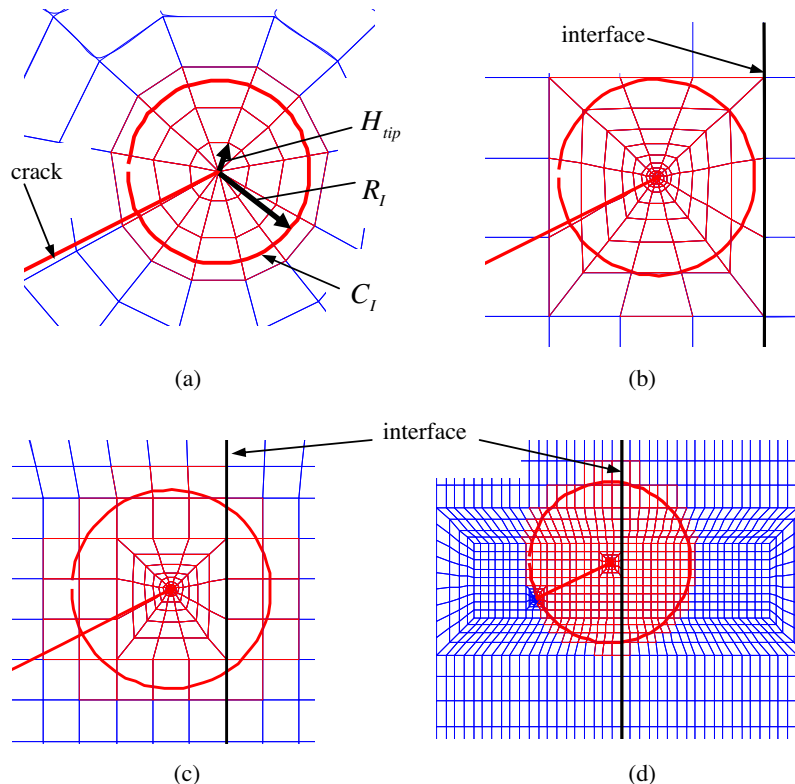 interface
H_tip
crack
R_I
C_I
(a)
(b)
interface
(c)
(d)